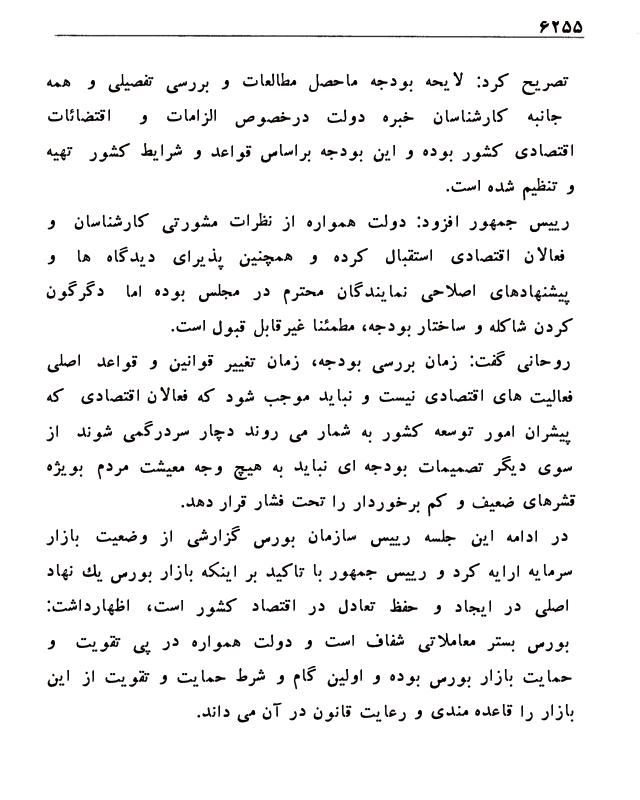 ۶۲۵۵
تصریح کرد: لایحه بودجه ماحصل مطالعات و بررسی تفصیلی و همه
جانبه کارشناسان خبره دولت درخصوص الزامات و اقتضائات
اقتصادی کشور بوده و این بودجه براساس قواعد و شرایط کشور تهیه
و تنظیم شده است.
رییس جمهور افزود: دولت همواره از نظرات مشورتی کارشناسان و
فعالان اقتصادی استقبال کرده و همچنین پذیرای دیدگاه ها و
پیشنهادهای اصلاحی نمایندگان محترم در مجلس بوده اما دگرگون
کردن شاکله و ساختار بودجه، مطمئنا غیرقابل قبول است.
روحانی گفت: زمان بررسی بودجه، زمان تغییر قوانین و قواعد اصلی
فعالیت های اقتصادی نیست و نباید موجب شود که فعالان اقتصادی که
پیشران امور توسعه کشور به شمار می روند دچار سردرگمی شوند از
سوی دیگر تصمیمات بودجه ای نباید به هیچ وجه معیشت مردم بویژه
قشرهای ضعیف و کم برخوردار را تحت فشار قرار دهد.
در ادامه این جلسه رییس سازمان بورس گزارشی از وضعیت بازار
سرمایه ارایه کرد و رییس جمهور با تاکید بر اینکه بازار بورس یك نهاد
اصلی در ایجاد و حفظ تعادل در اقتصاد کشور است، اظهارداشت:
بورس بستر معاملاتی شفاف است و دولت همواره در پی تقویت و
حمایت بازار بورس بوده و اولین گام و شرط حمایت و تقویت از این
بازار را قاعده مندی و رعایت قانون در آن می داند.